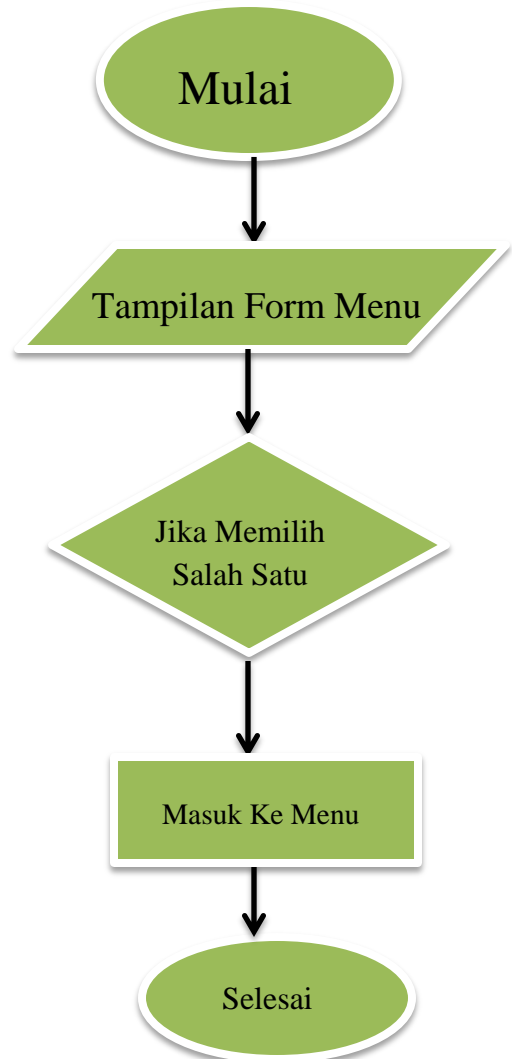 Mulai
Tampilan Form Menu
Jika Memilih
Salah Satu
Masuk Ke Menu
Selesai